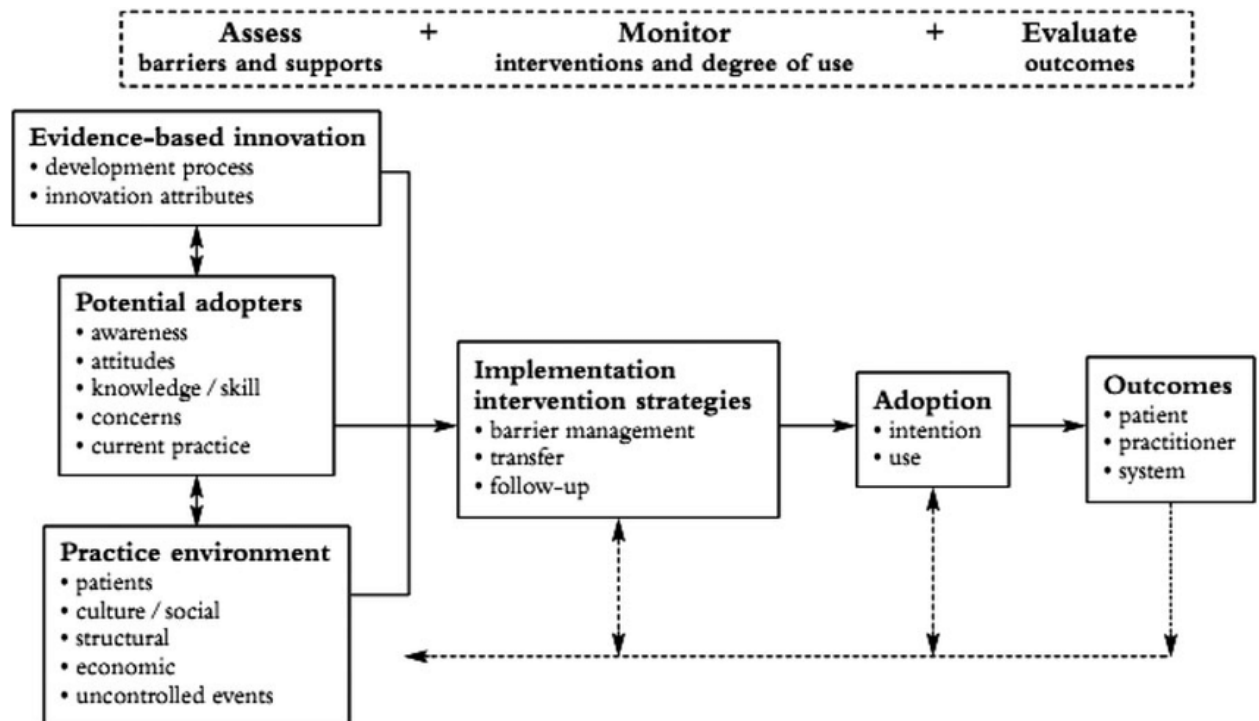 Assess + Monitor + Evaluate
barriers and supports interventions and degree of use outcomes
Evidence-based innovation
• development process
• innovation attributes
Potential adopters
• awareness
• attitudes
• knowledge / skill
• concerns
• current practice
Practice environment
• patients
• culture / social
• structural
• economic
• uncontrolled events
Implementation
intervention strategies
• barrier management
• transfer
• follow-up
Adoption
• intention
• use
Outcomes
• patient
• practitioner
• system